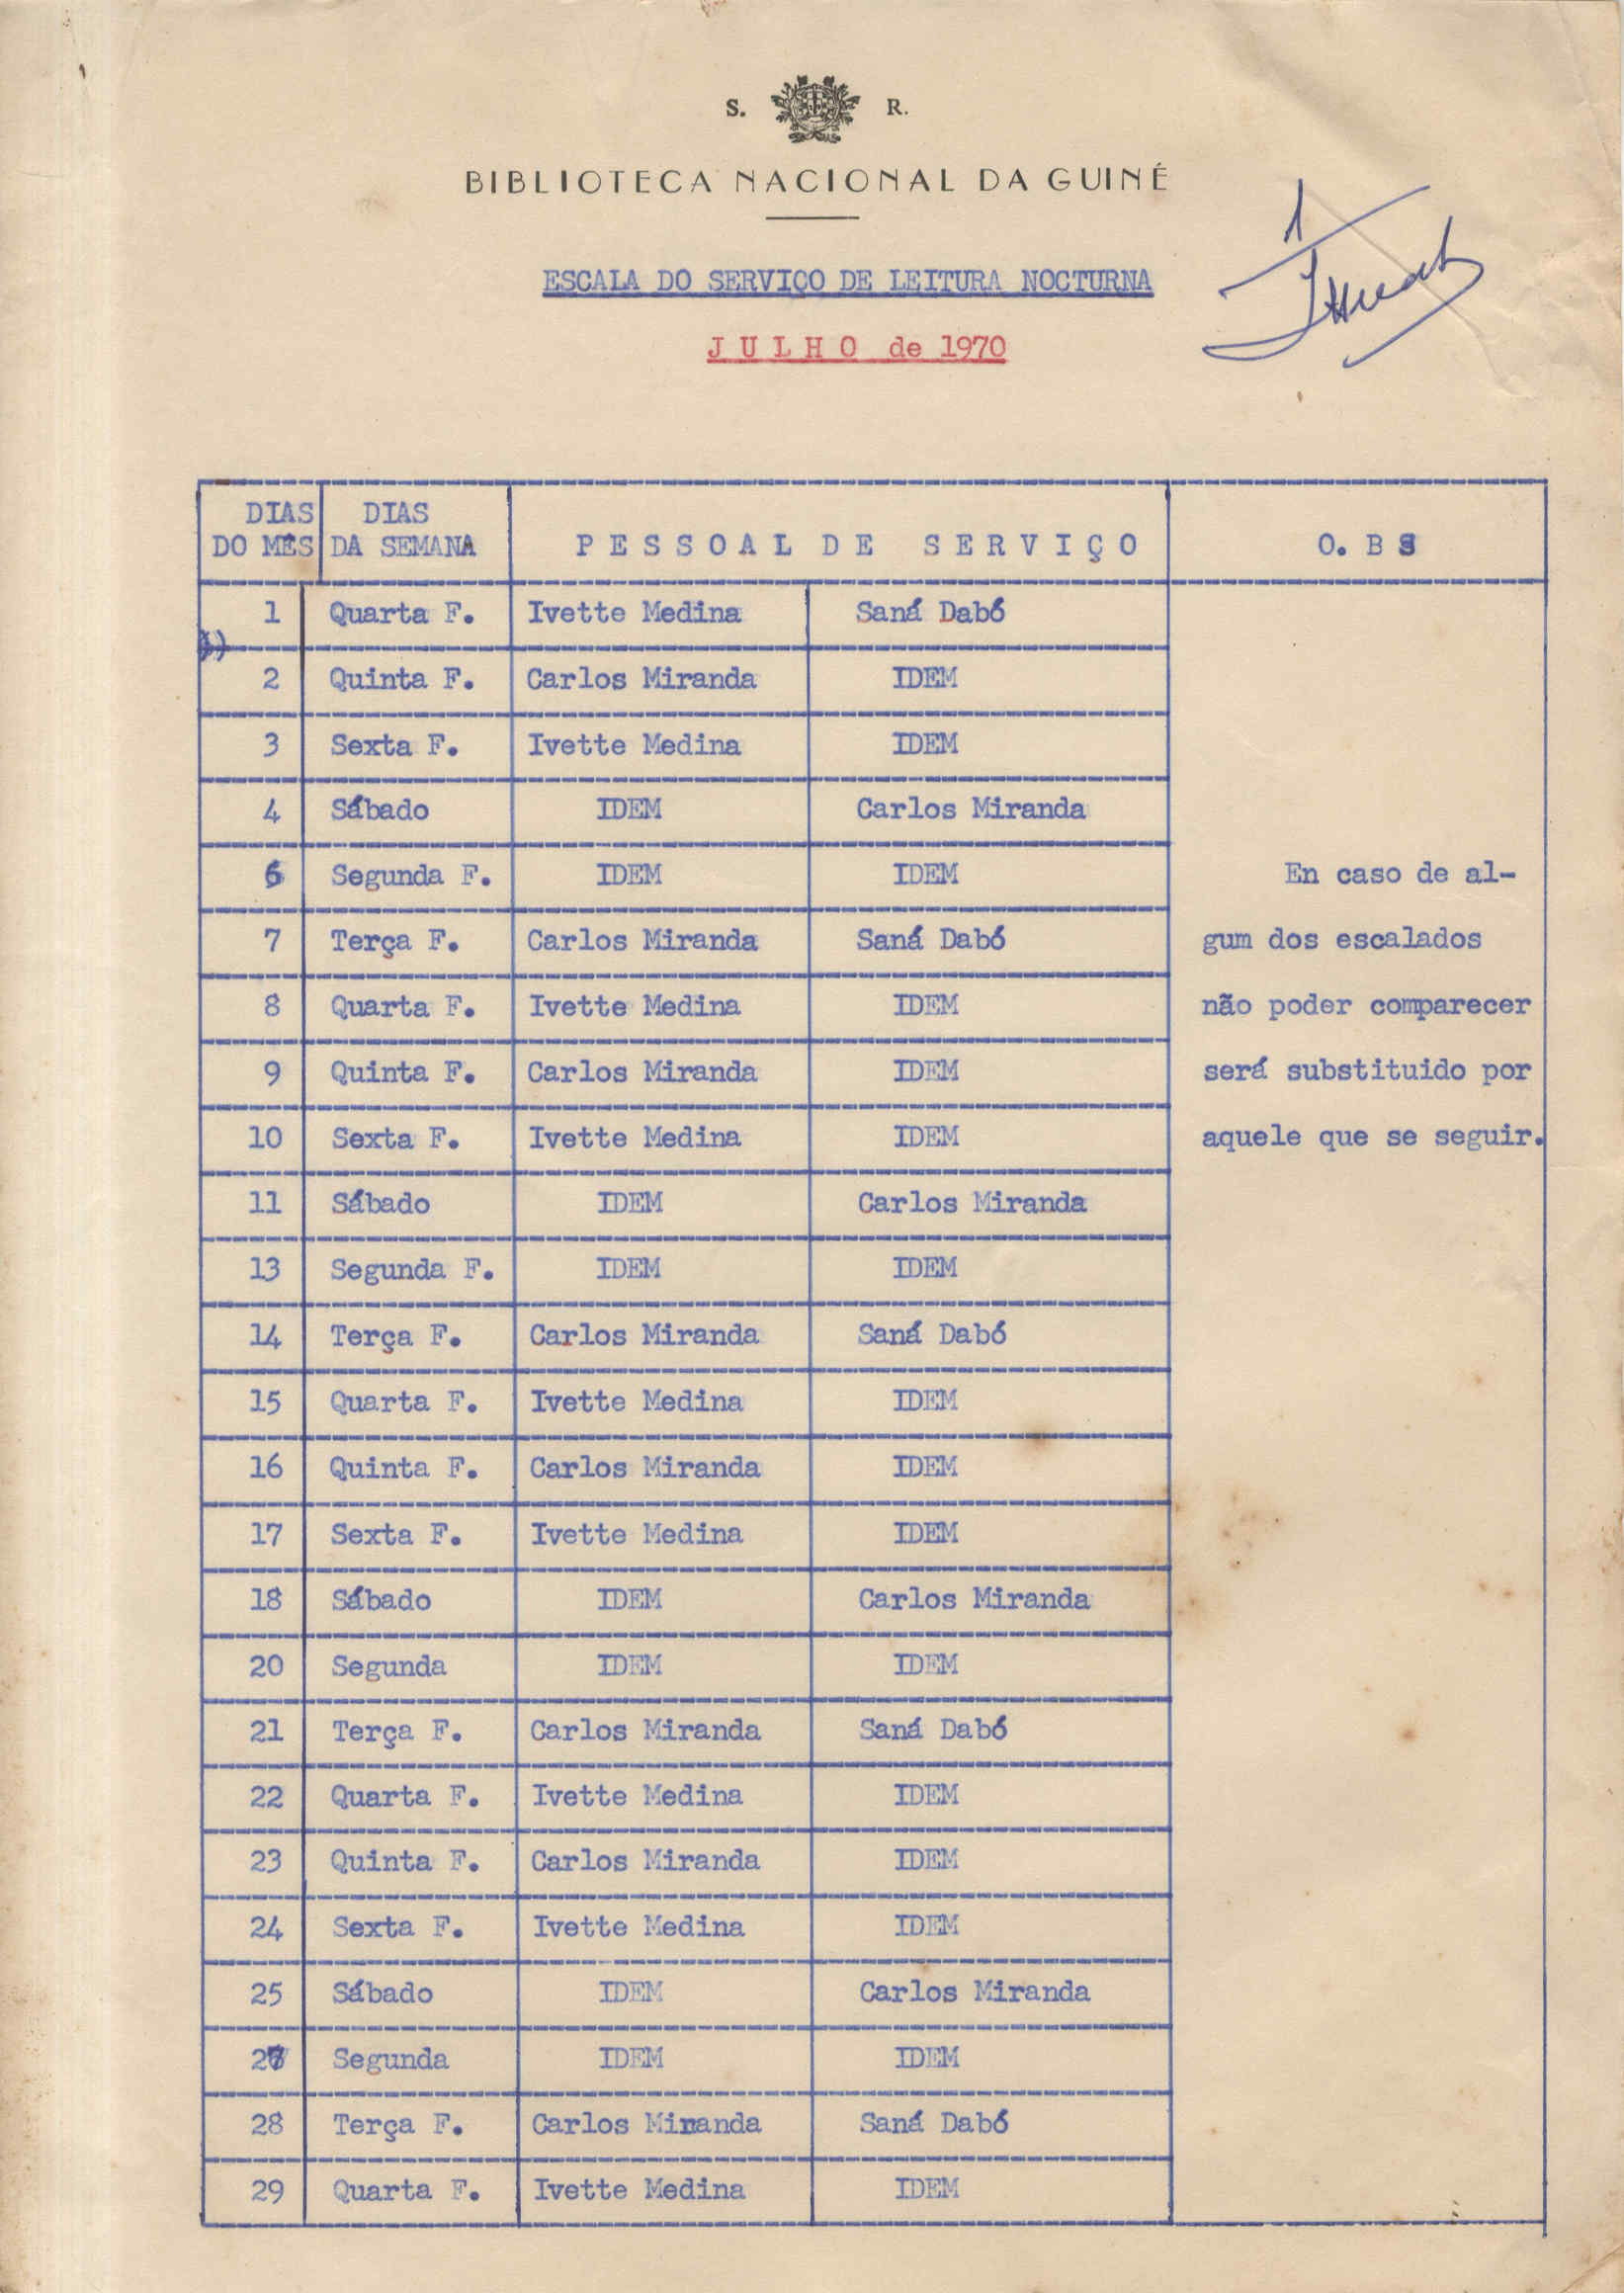 S. R.
BIBLIOTECA NACIONAL DA GUINÉ
ESCALA DO SERVIÇO DE LEITURA NOCTURNA
J U L H O de 1970
DIAS DO MÊS DIAS DA SEMANA P E S S O A L D E S E R V I Ç O O. B S
1 Quarta F. Ivette Medina Saná Dabó
2 Quinta F. Carlos Miranda IDEM
3 Sexta F. Ivette Medina IDEM
4 Sábado IDEM Carlos Miranda
6 Segunda F. IDEM IDEM
7 Terça F. Carlos Miranda Saná Dabó
8 Quarta F. Ivette Medina IDEM
9 Quinta F. Carlos Miranda IDEM
10 Sexta F. Ivette Medina IDEM
11 Sábado IDEM Carlos Miranda
13 Segunda F. IDEM IDEM
14 Terça F. Carlos Miranda Saná Dabó
15 Quarta F. Ivette Medina IDEM
16 Quinta F. Carlos Miranda IDEM
17 Sexta F. Ivette Medina IDEM
18 Sábado IDEM Carlos Miranda
20 Segunda IDEM IDEM
21 Terça F. Carlos Miranda Saná Dabó
22 Quarta F. Ivette Medina IDEM
23 Quinta F. Carlos Miranda IDEM
24 Sexta F. Ivette Medina IDEM
25 Sábado IDEM Carlos Miranda
27 Segunda IDEM IDEM
28 Terça F. Carlos Miranda Saná Dabó
29 Quarta F. Ivette Medina IDEM
En caso de al-
gum dos escalados
não poder comparecer
será substituido por
aquele que se seguir.